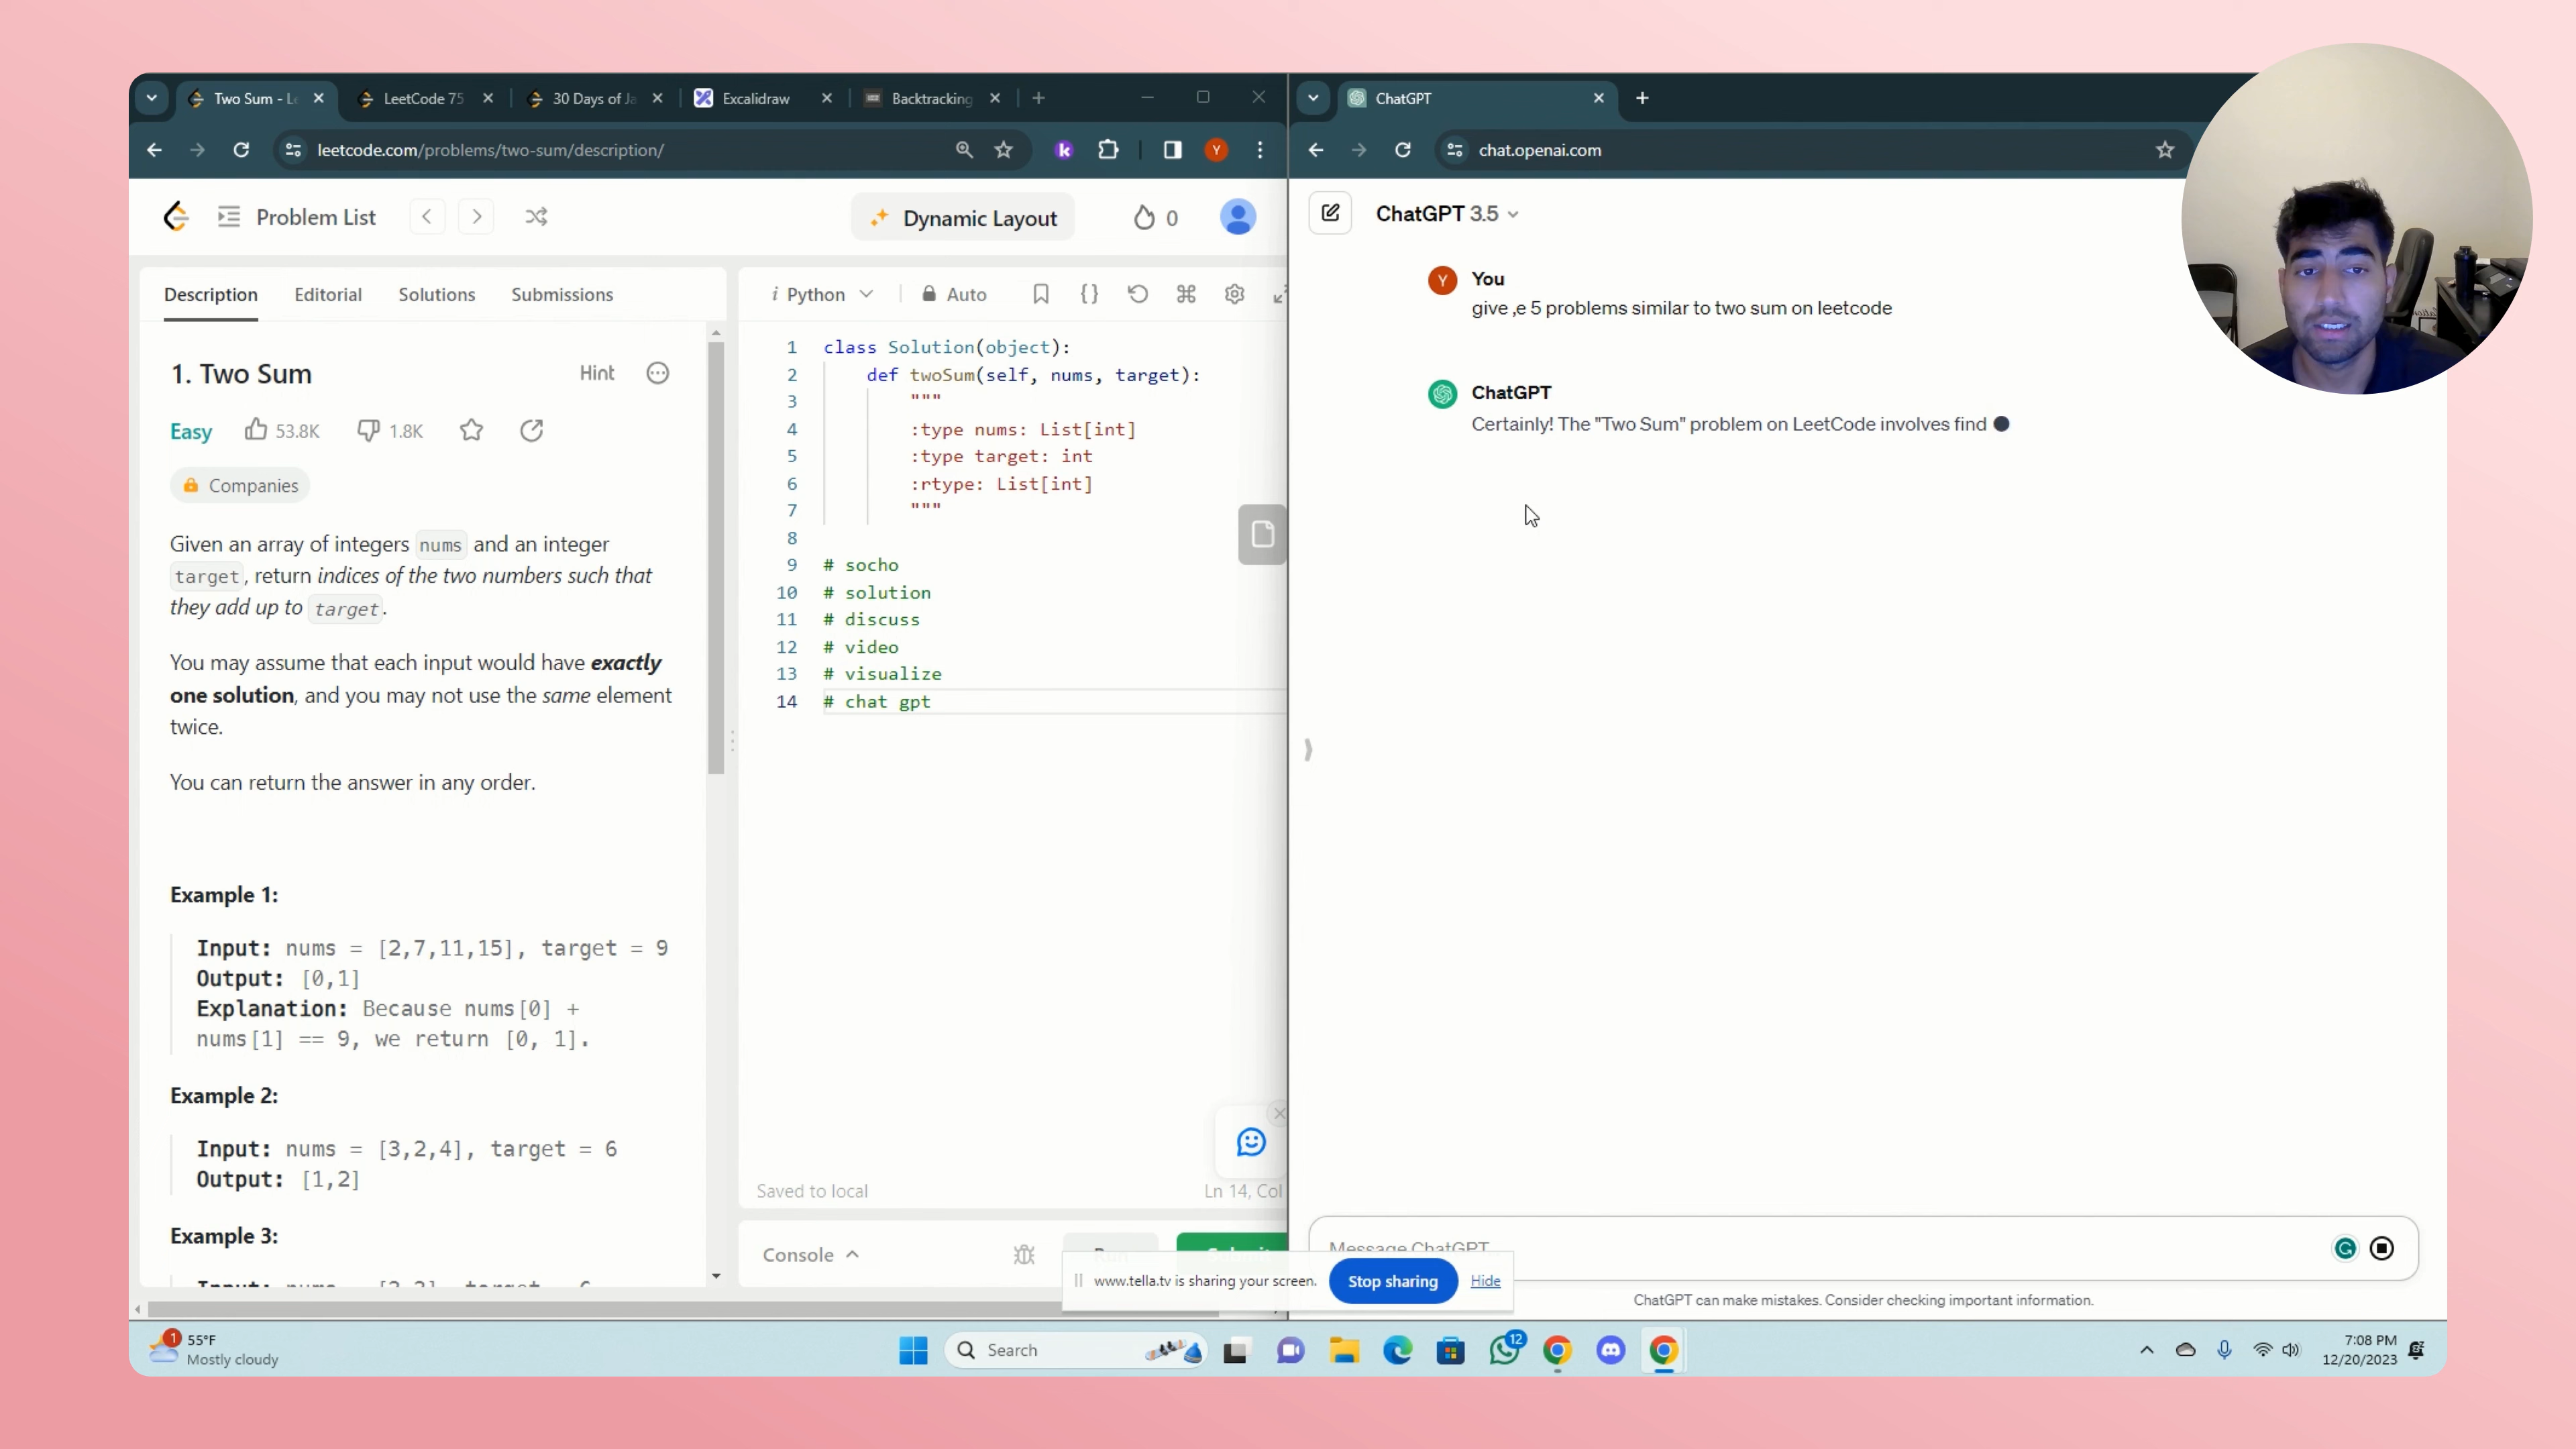 Two Sum - Le
LeetCode 75
30 Days of Ja
Excalidraw
Backtracking
leetcode.com/problems/two-sum/description/
Y
Problem List
Dynamic Layout
0
Description
Editorial
Solutions
Submissions
1. Two Sum
Hint
Easy
53.8K
1.8K
Companies
Given an array of integers nums and an integer
target, return indices of the two numbers such that
they add up to target.
You may assume that each input would have exactly
one solution, and you may not use the same element
twice.
You can return the answer in any order.
Example 1:
Input: nums = [2,7,11,15], target = 9
Output: [0,1]
Explanation: Because nums[0] +
nums[1] == 9, we return [0, 1].
Example 2:
Input: nums = [3,2,4], target = 6
Output: [1,2]
Example 3:
i Python
Auto
1 class Solution(object):
2 def twoSum(self, nums, target):
3 """
4 :type nums: List[int]
5 :type target: int
6 :rtype: List[int]
7 """
8
9 # socho
10 # solution
11 # discuss
12 # video
13 # visualize
14 # chat gpt
Saved to local
Ln 14, Col
Console
ChatGPT
chat.openai.com
ChatGPT 3.5
Y
You
give ,e 5 problems similar to two sum on leetcode
ChatGPT
Certainly! The "Two Sum" problem on LeetCode involves find
Message ChatGPT
www.tella.tv is sharing your screen.
Stop sharing
Hide
ChatGPT can make mistakes. Consider checking important information.
1
55°F
Mostly cloudy
Search
12
7:08 PM
12/20/2023